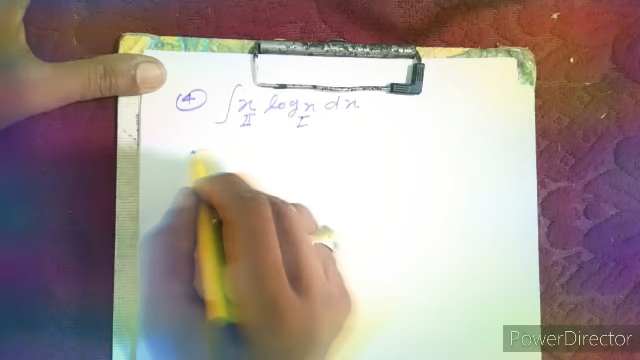 ④ ∫ x log x dx
II I
PowerDirector